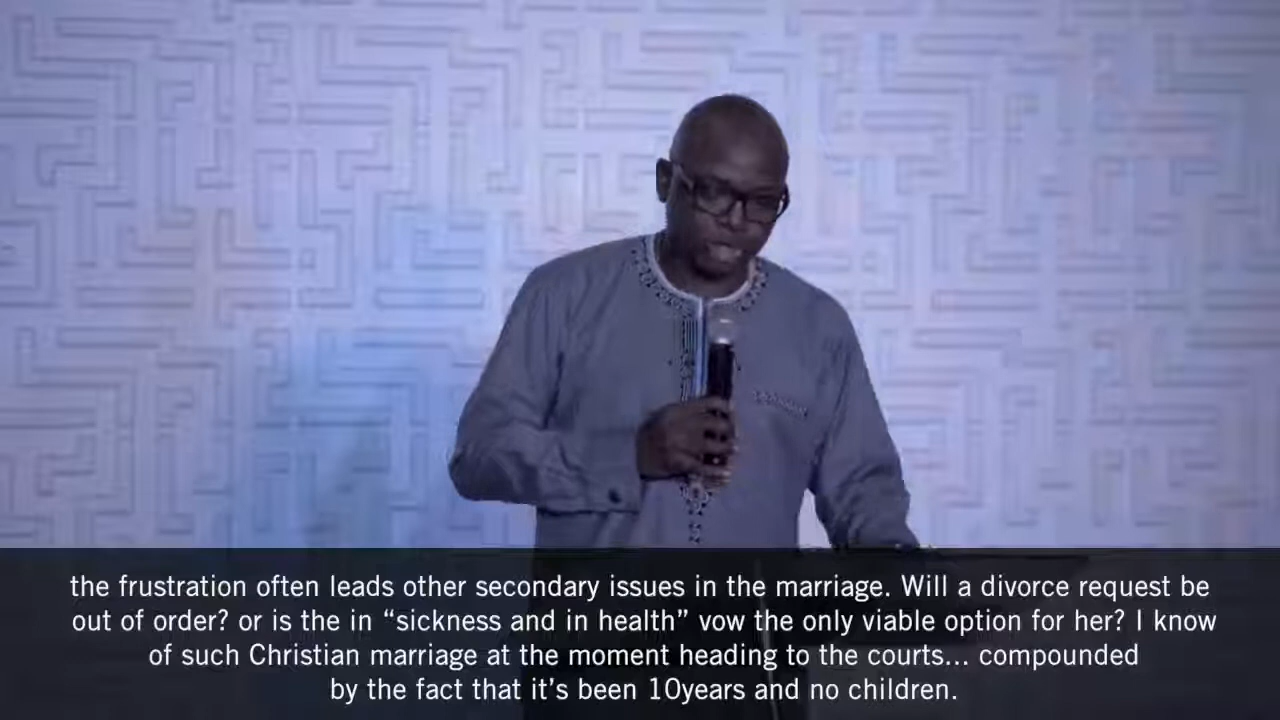 the frustration often leads other secondary issues in the marriage. Will a divorce request be
out of order? or is the in “sickness and in health” vow the only viable option for her? I know
of such Christian marriage at the moment heading to the courts... compounded
by the fact that it’s been 10years and no children.